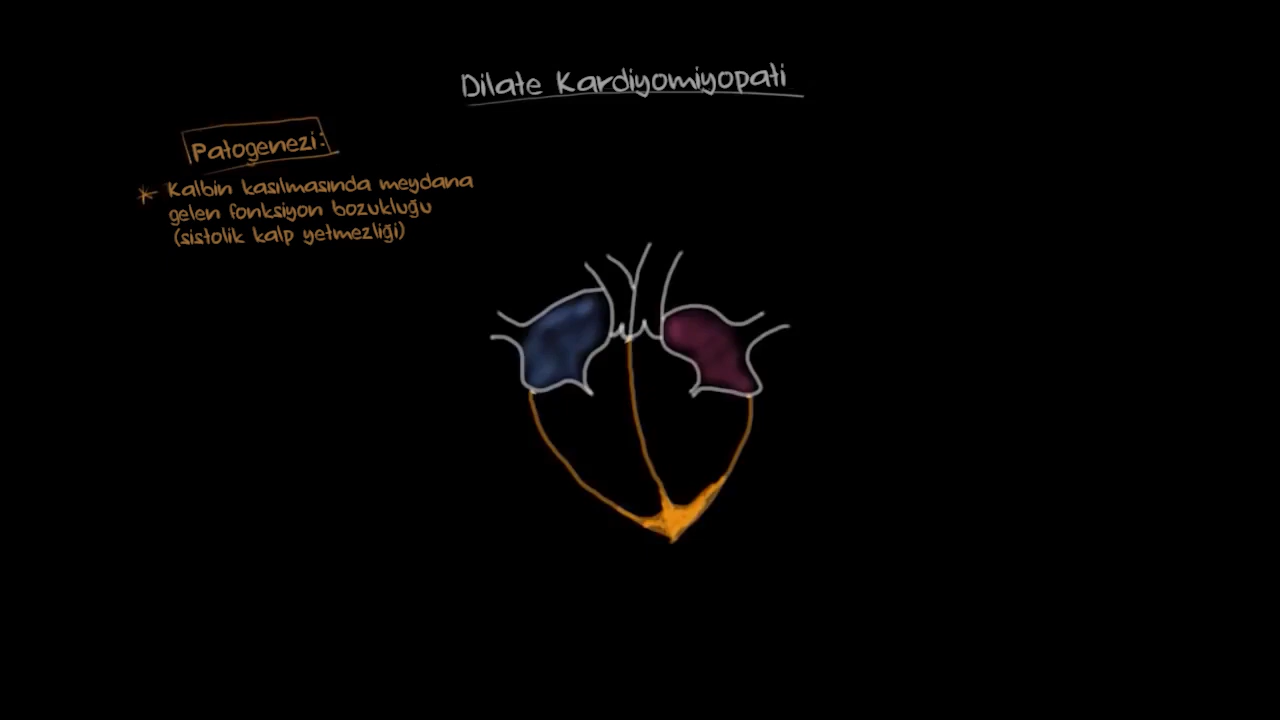 Dilate Kardiyomiyopati
Patogenezi:
* Kalbin kasılmasında meydana
gelen fonksiyon bozukluğu
(sistolik kalp yetmezliği)